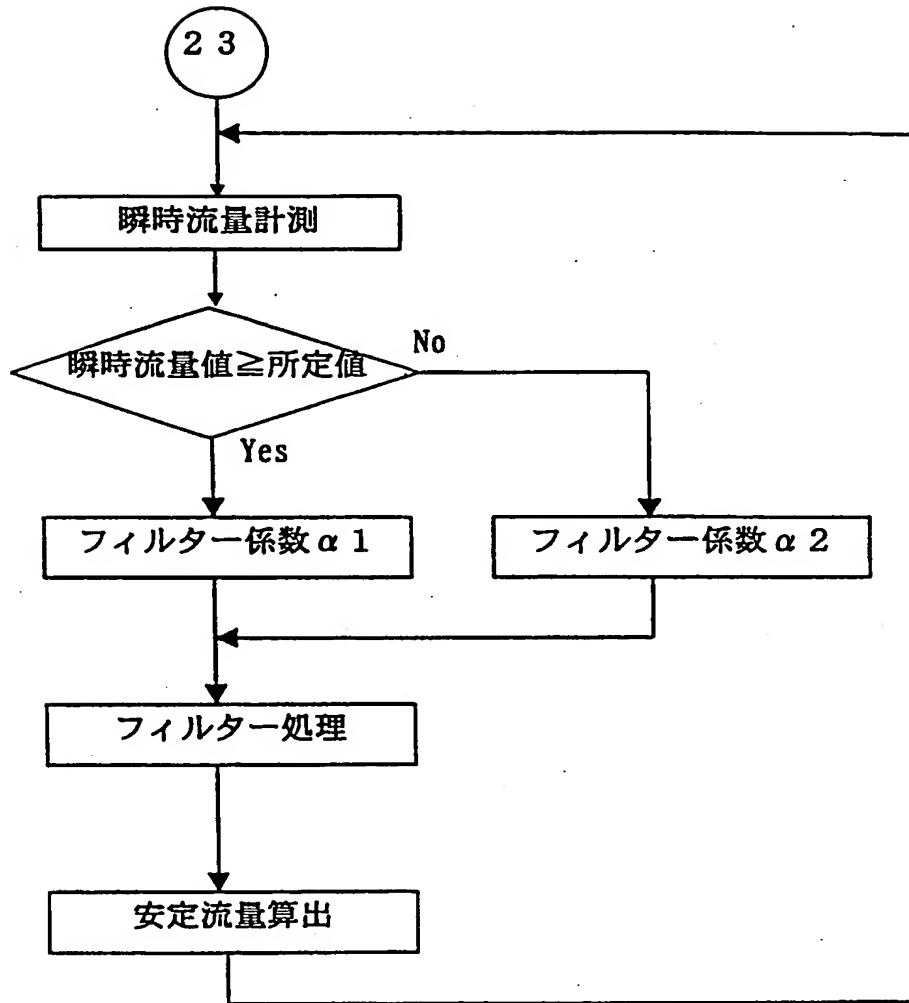 ２３
瞬時流量計測
瞬時流量値≧所定値
No
Yes
フィルター係数α１
フィルター係数α２
フィルター処理
安定流量算出